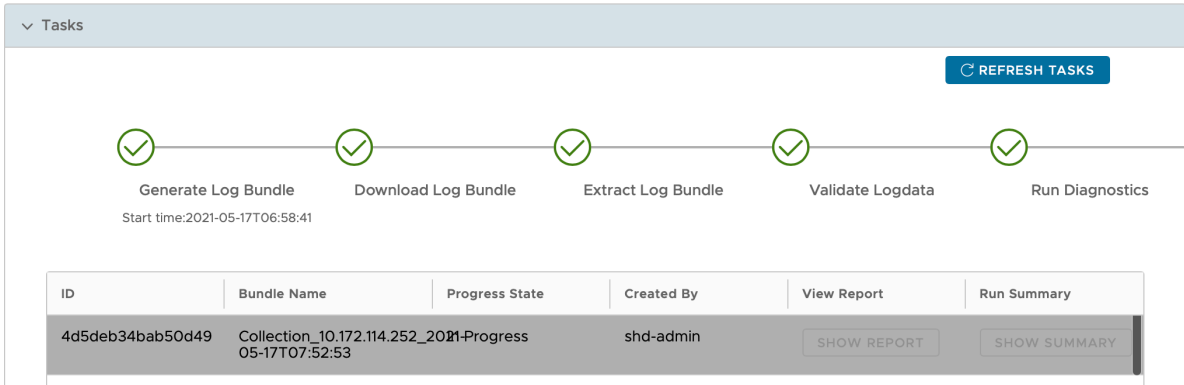 Tasks
REFRESH TASKS
Generate Log Bundle
Download Log Bundle
Extract Log Bundle
Validate Logdata
Run Diagnostics
Start time:2021-05-17T06:58:41
ID
Bundle Name
Progress State
Created By
View Report
Run Summary
4d5deb34bab50d49
Collection_10.172.114.252_2021-
In-Progress
shd-admin
05-17T07:52:53
SHOW REPORT
SHOW SUMMARY